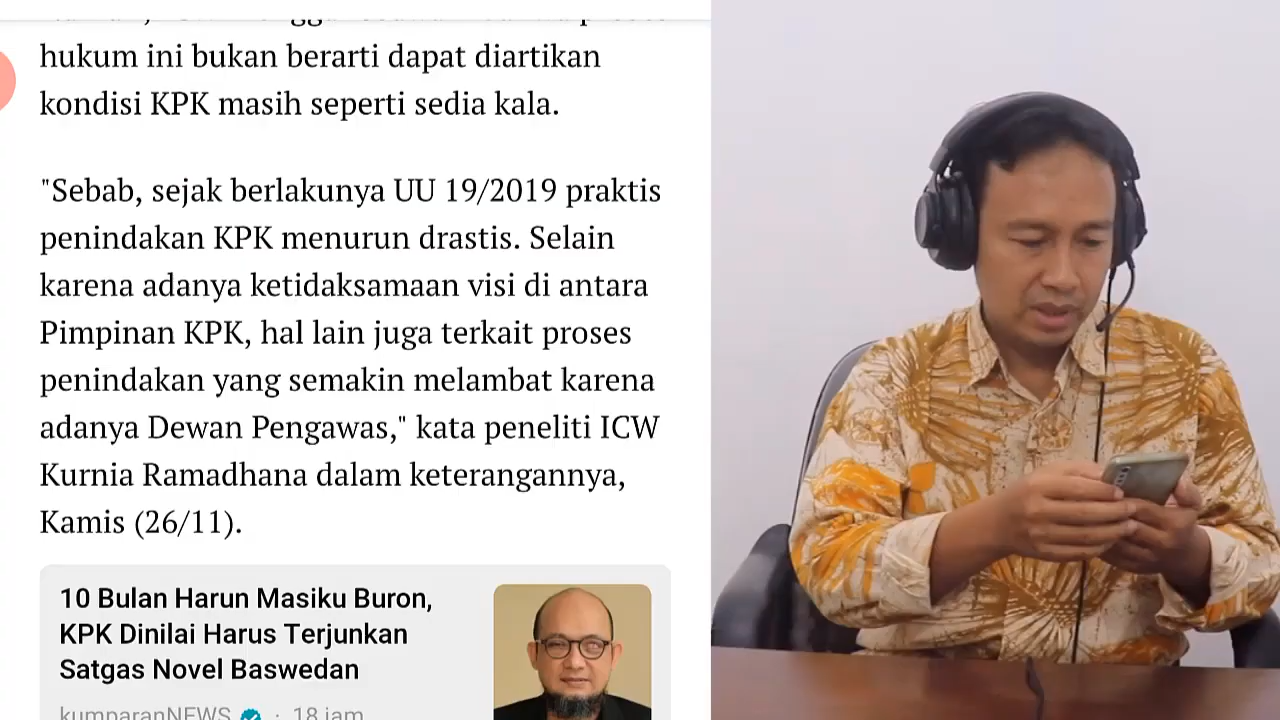 hukum ini bukan berarti dapat diartikan
kondisi KPK masih seperti sedia kala.
"Sebab, sejak berlakunya UU 19/2019 praktis
penindakan KPK menurun drastis. Selain
karena adanya ketidaksamaan visi di antara
Pimpinan KPK, hal lain juga terkait proses
penindakan yang semakin melambat karena
adanya Dewan Pengawas," kata peneliti ICW
Kurnia Ramadhana dalam keterangannya,
Kamis (26/11).
10 Bulan Harun Masiku Buron,
KPK Dinilai Harus Terjunkan
Satgas Novel Baswedan
kumparanNEWS · 18 jam